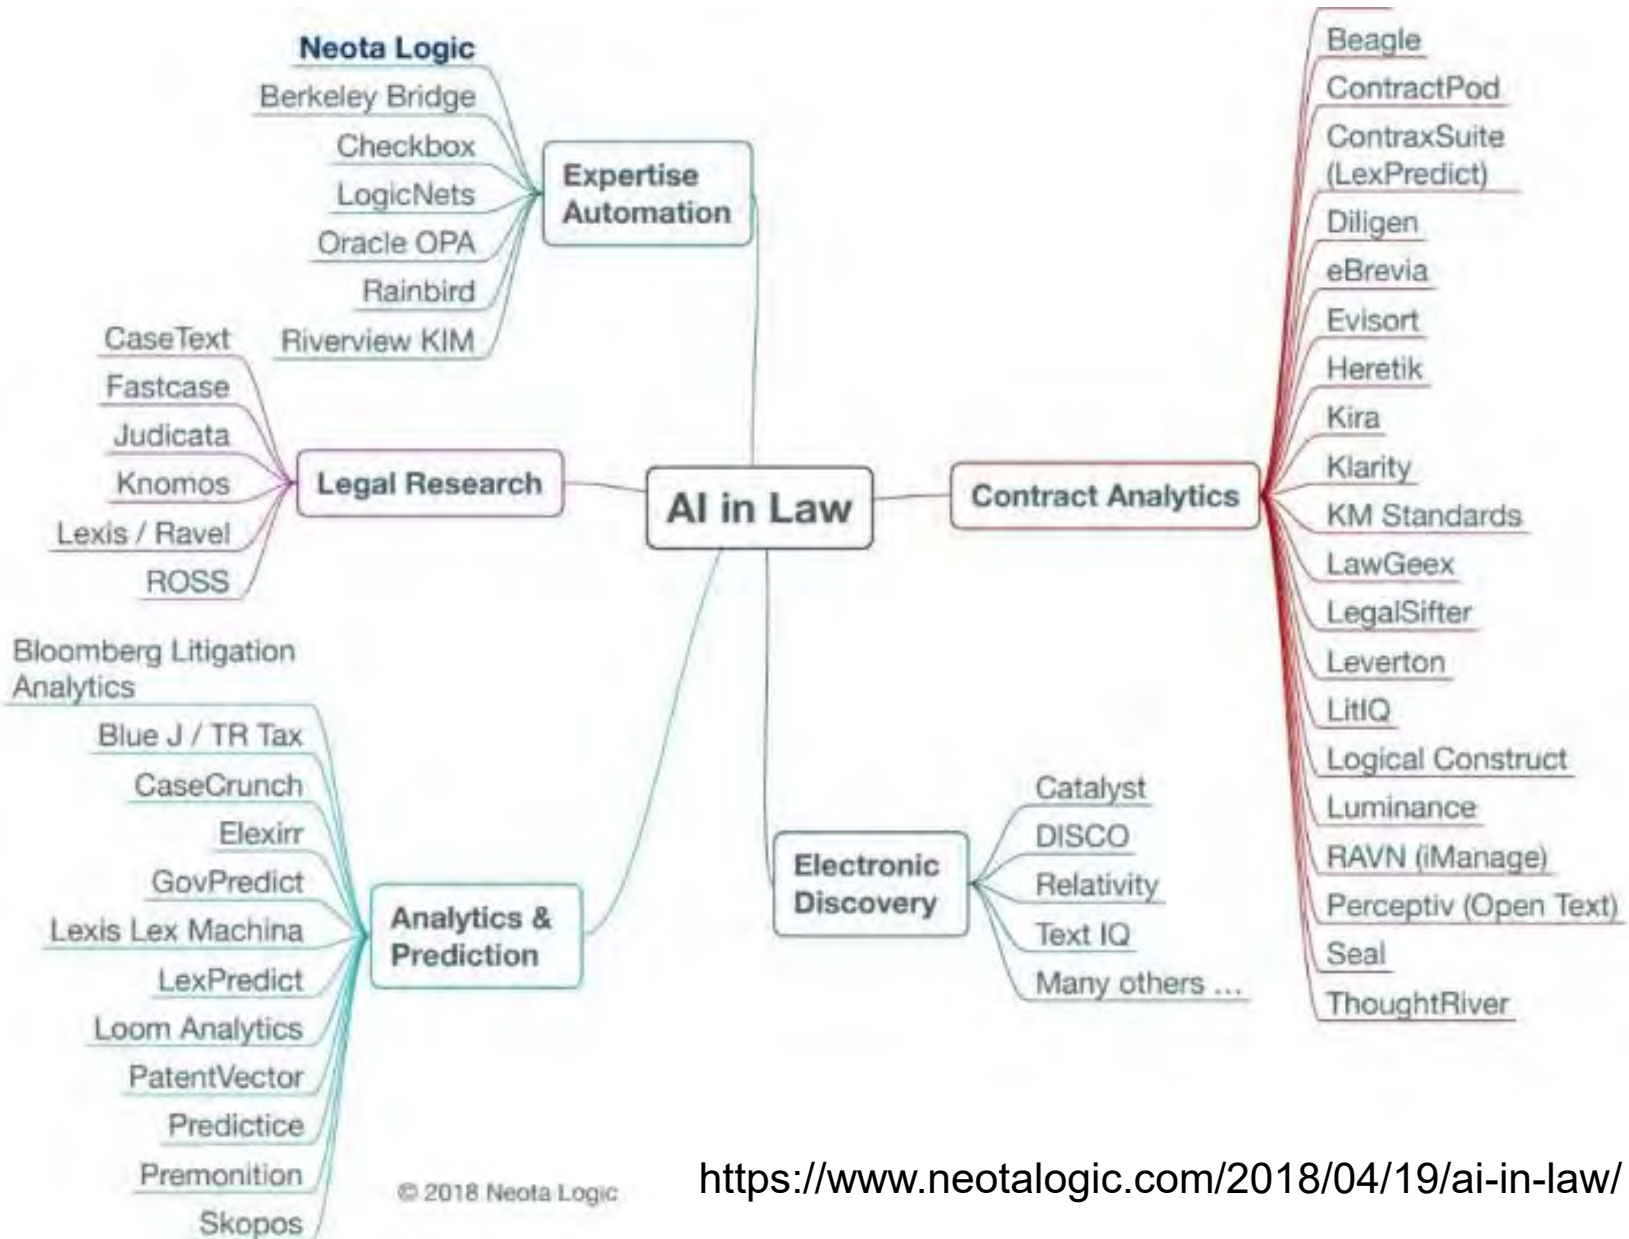 Neota Logic
Berkeley Bridge
Checkbox
LogicNets
Oracle OPA
Rainbird
Riverview KIM
Expertise
Automation
CaseText
Fastcase
Judicata
Knomos
Lexis / Ravel
ROSS
Legal Research
AI in Law
Bloomberg Litigation
Analytics
Blue J / TR Tax
CaseCrunch
Elexirr
GovPredict
Lexis Lex Machina
LexPredict
Loom Analytics
PatentVector
Predictice
Premonition
Skopos
Analytics &
Prediction
Electronic
Discovery
Catalyst
DISCO
Relativity
Text IQ
Many others ...
Contract Analytics
Beagle
ContractPod
ContraxSuite
(LexPredict)
Diligen
eBrevia
Evisort
Heretik
Kira
Klarity
KM Standards
LawGeex
LegalSifter
Leverton
LitIQ
Logical Construct
Luminance
RAVN (iManage)
Perceptiv (Open Text)
Seal
ThoughtRiver
© 2018 Neota Logic
https://www.neotalogic.com/2018/04/19/ai-in-law/